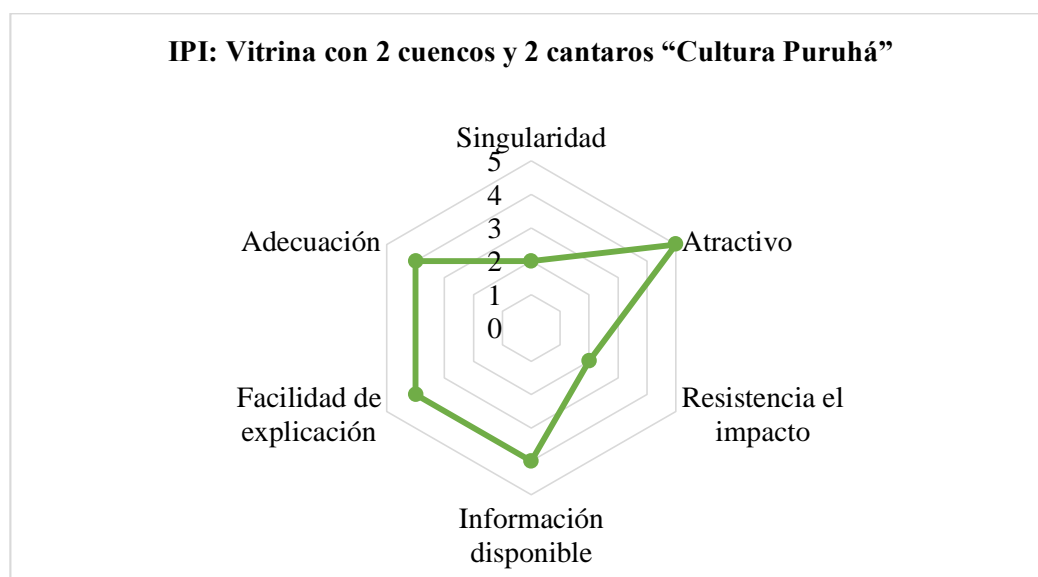 IPI: Vitrina con 2 cuencos y 2 cantaros “Cultura Puruhá”
Singularidad
5
4
3
2
1
0
Adecuación
Atractivo
Facilidad de
explicación
Resistencia el
impacto
Información
disponible